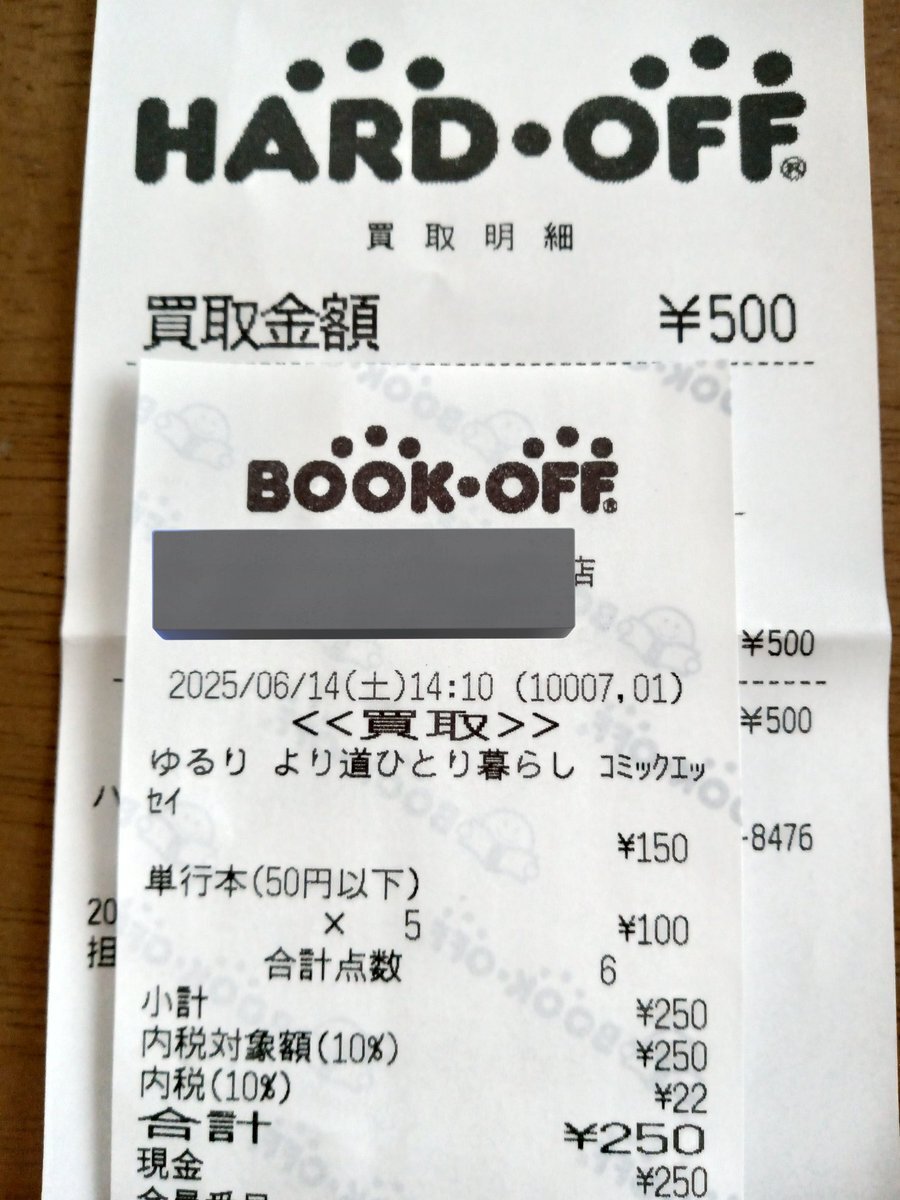 HARD・OFF®
買取明細
買取金額 ¥500
BOOK・OFF®
店
2025/06/14(土)14:10 (10007,01)
<<買取>>
ゆるり より道ひとり暮らし ｺﾐｯｸｴｯ
ｾｲ
¥150
単行本(50円以下)
× 5 ¥100
合計点数 6
小計 ¥250
内税対象額(10%) ¥250
内税(10%) ¥22
合計 ¥250
現金 ¥250
会員番号
¥500
¥500
-8476
ハ
20
担